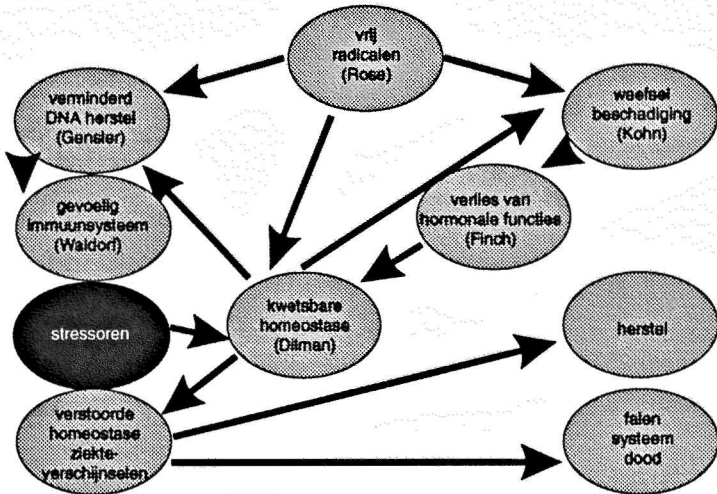 vrij
radicalen
(Rose)
verminderd
DNA herstel
(Gensler)
weefsel
beschadiging
(Kohn)
gevoelig
immuunsysteem
(Waldorf)
verlies van
hormonale functies
(Finch)
stressoren
kwetsbare
homeostase
(Dilman)
herstel
verstoorde
homeostase
ziekte-
verschijnselen
falen
systeem
dood